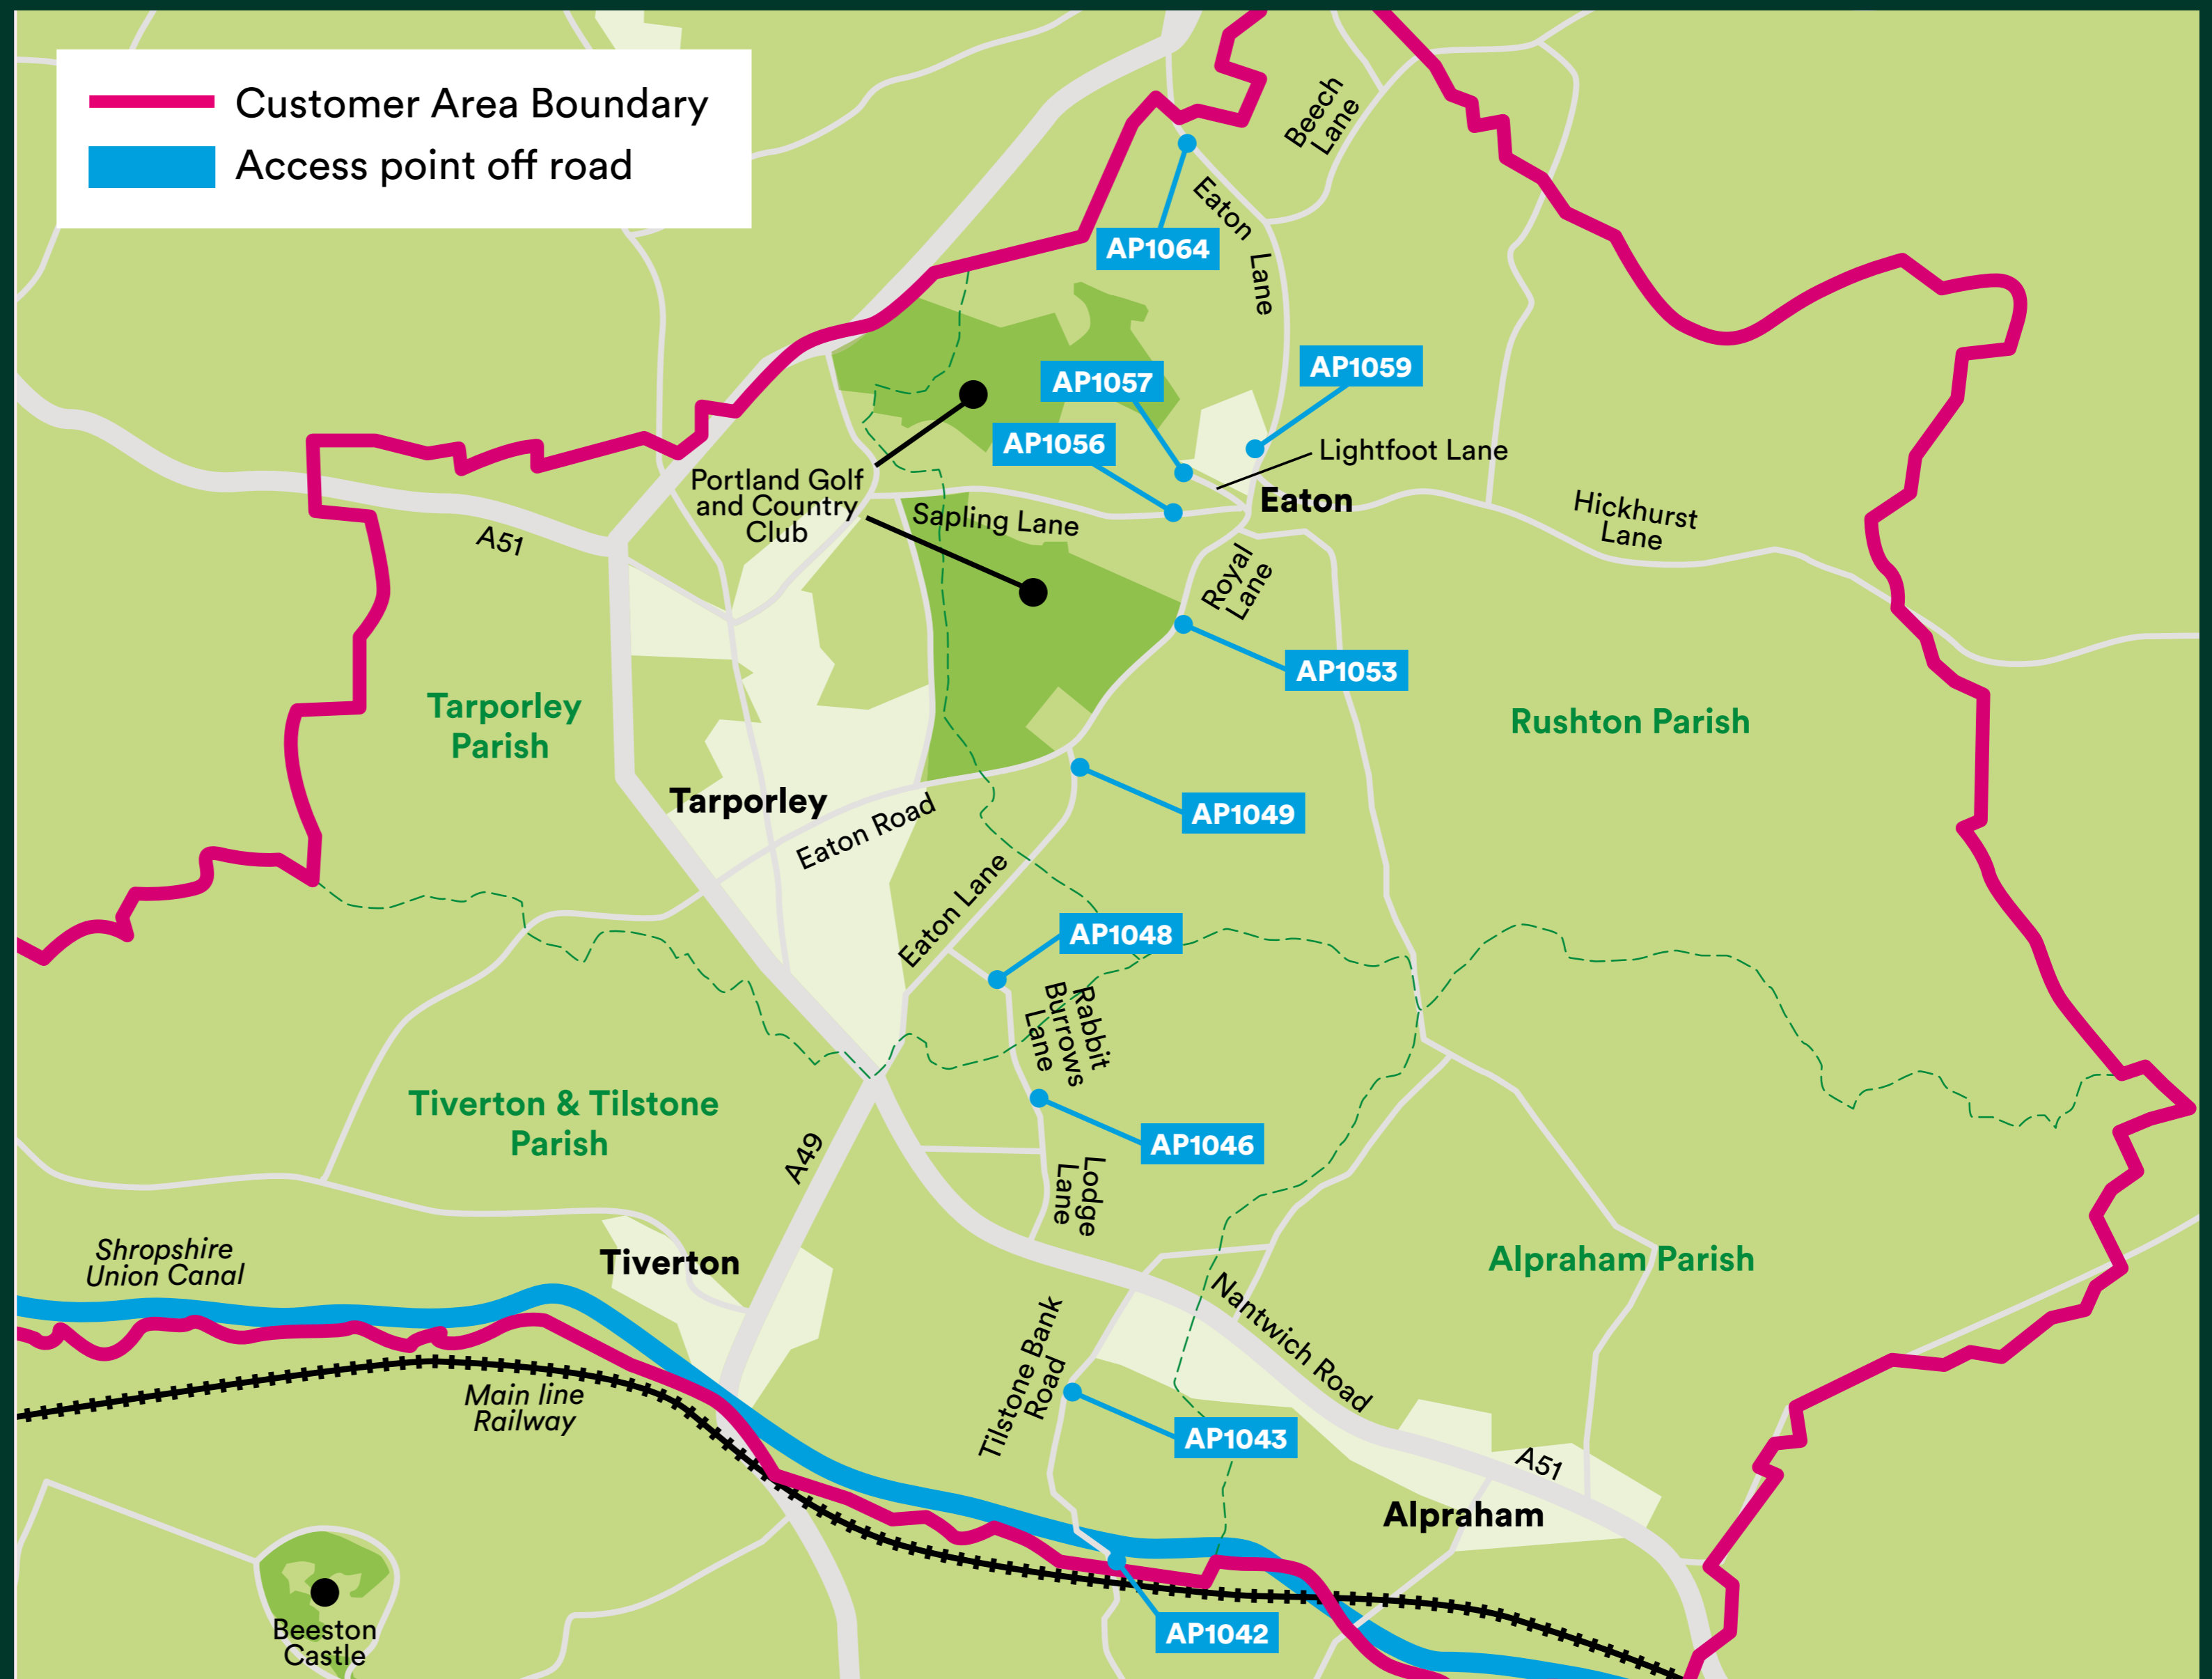 Customer Area Boundary
Access point off road
Beech
Lane
Eaton
Lane
AP1064
AP1059
AP1057
AP1056
Lightfoot Lane
Portland Golf
and Country
Club
Eaton
Sapling Lane
Hickhurst
Lane
A51
Royal
Lane
AP1053
Tarporley
Parish
Rushton Parish
Tarporley
AP1049
Eaton Road
Eaton Lane
AP1048
Rabbit
Burrows
Lane
Tiverton & Tilstone
Parish
AP1046
A49
Lodge
Lane
Shropshire
Union Canal
Tiverton
Alpraham Parish
Nantwich Road
Tilstone Bank
Road
Main line
Railway
AP1043
A51
Alpraham
Beeston
Castle
AP1042